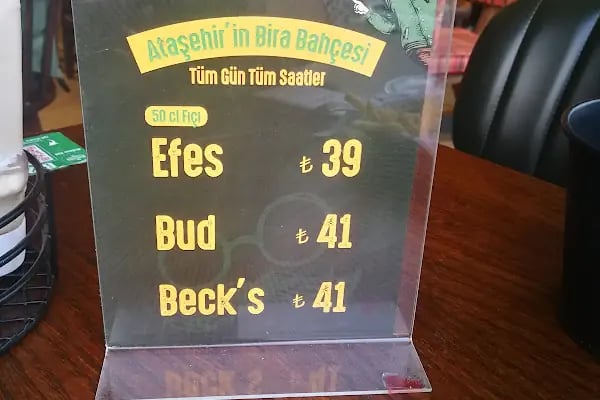 Ataşehir'in Bira Bahçesi
Tüm Gün Tüm Saatler
50 cl Fıçı
Efes ₺ 39
Bud ₺ 41
Beck's ₺ 41